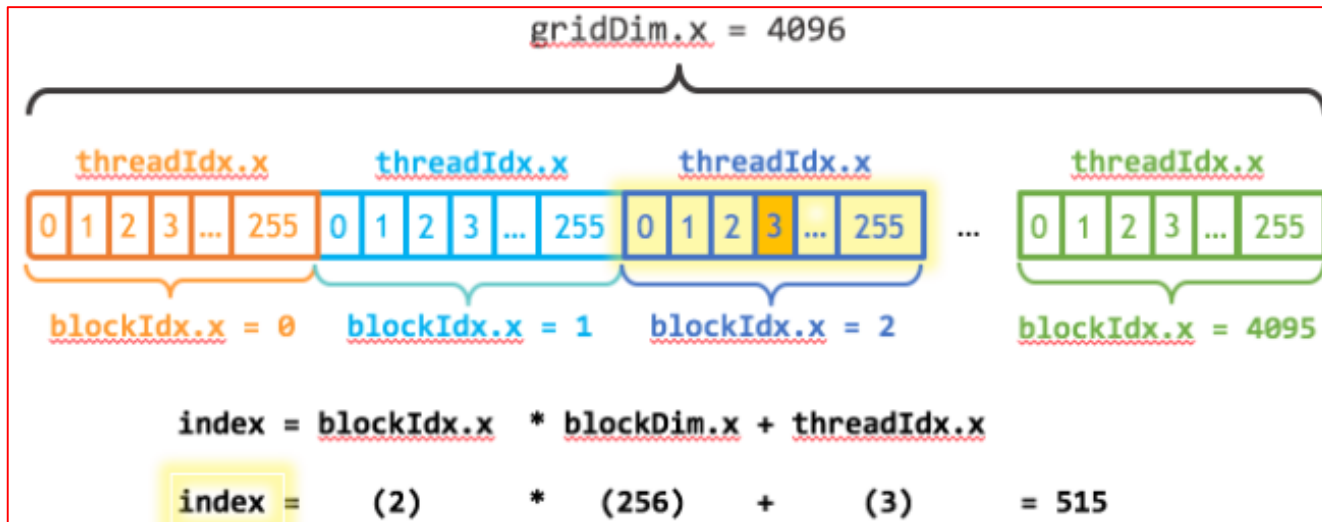 gridDim.x = 4096
threadIdx.x threadIdx.x threadIdx.x threadIdx.x
0 1 2 3 ... 255 0 1 2 3 ... 255 0 1 2 3 ... 255 ... 0 1 2 3 ... 255
blockIdx.x = 0 blockIdx.x = 1 blockIdx.x = 2 blockIdx.x = 4095
index = blockIdx.x * blockDim.x + threadIdx.x
index = (2) * (256) + (3) = 515